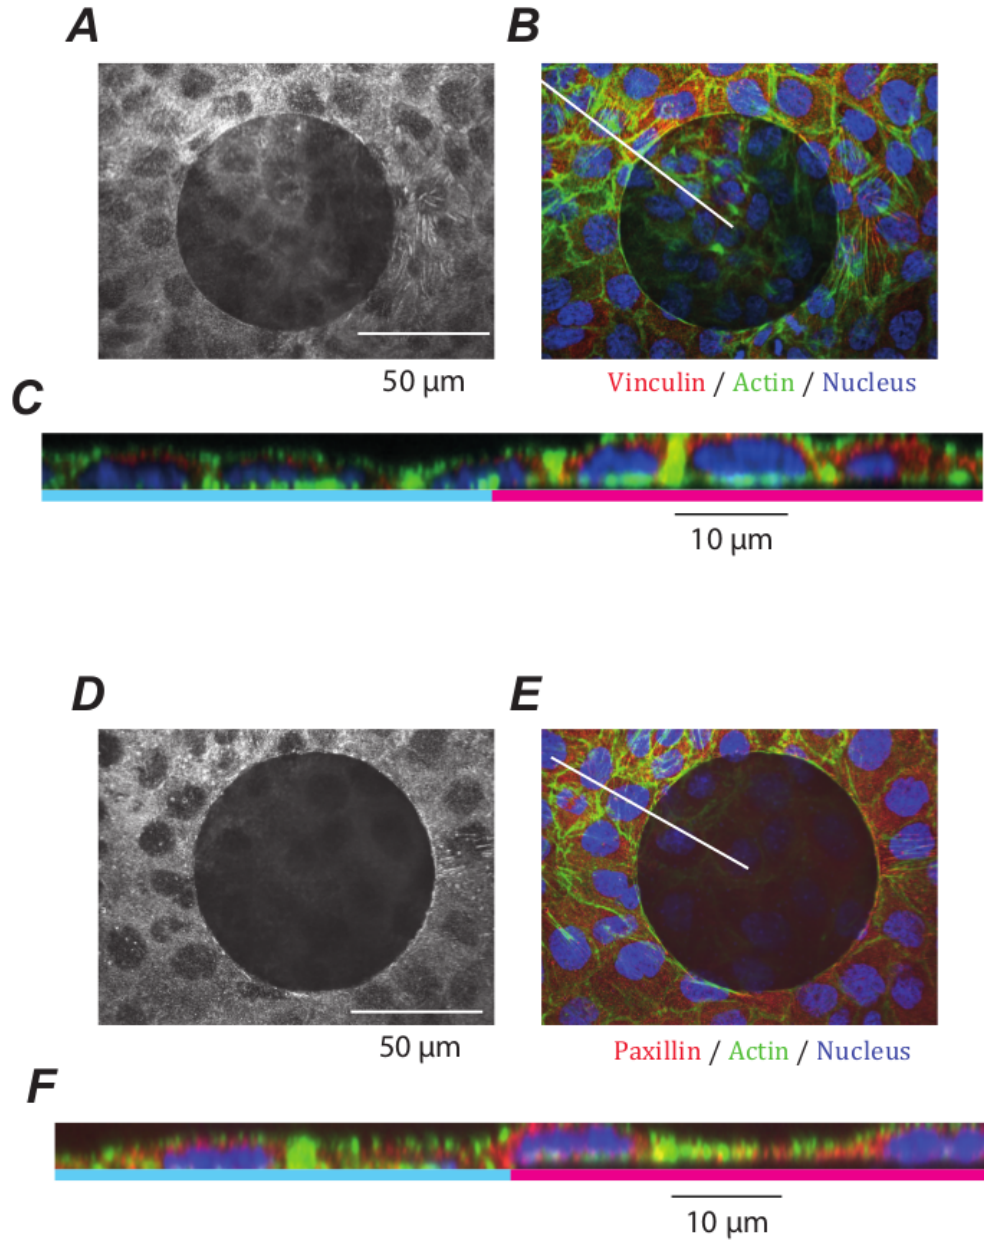 A
B
50 µm
Vinculin / Actin / Nucleus
C
10 µm
D
E
50 µm
Paxillin / Actin / Nucleus
F
10 µm